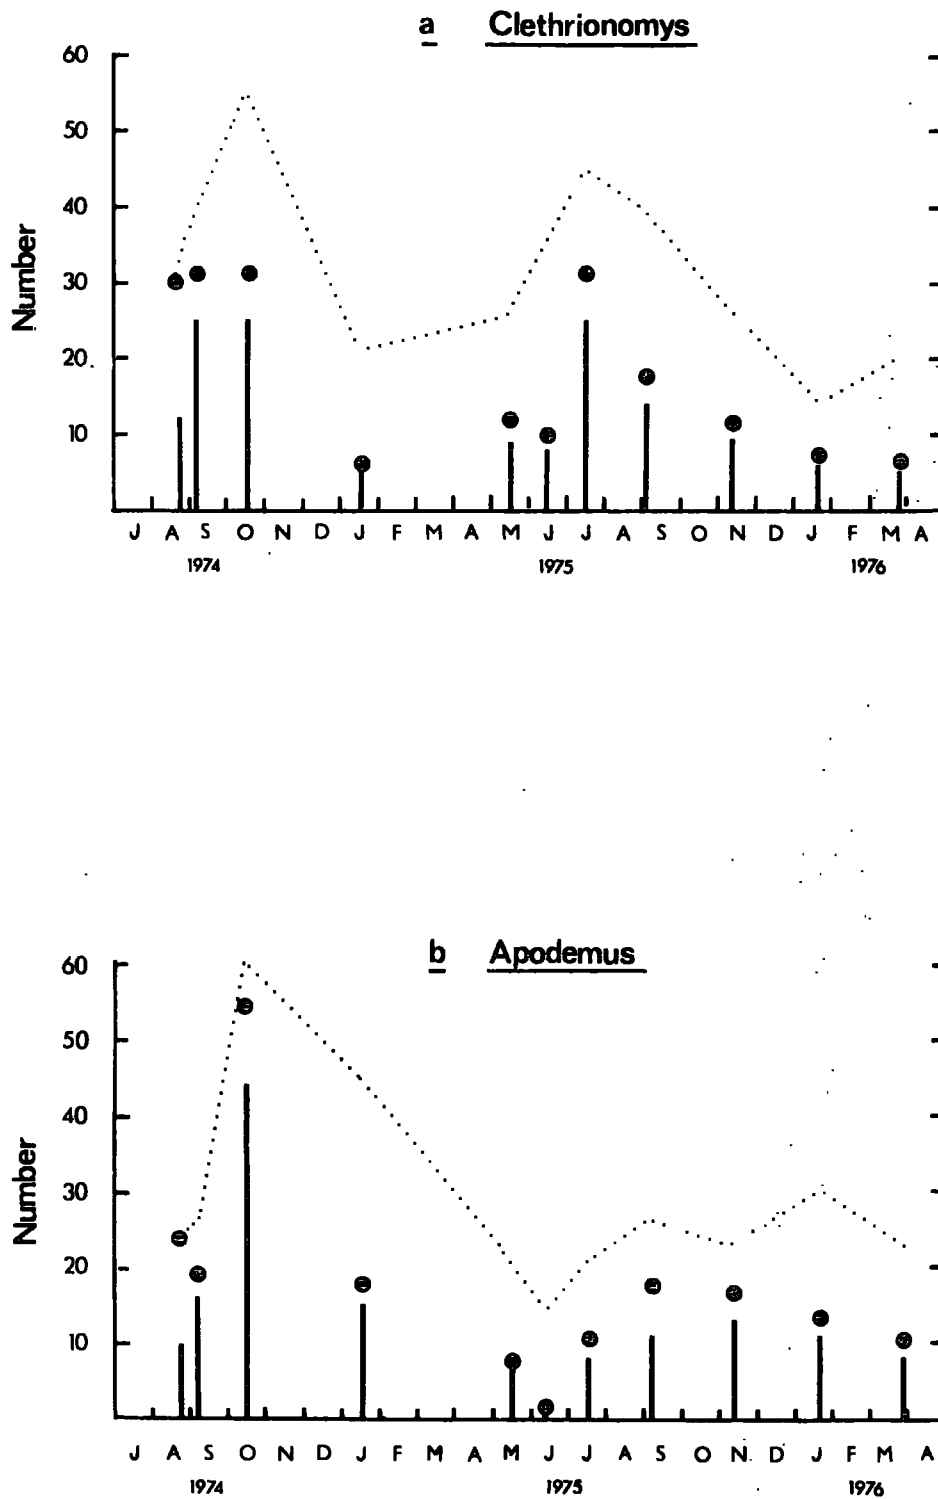 a Clethrionomys
60
50
40
30
20
10
Number
J A S O N D J F M A M J J A S O N D J F M A
1974 1975 1976
b Apodemus
60
50
40
30
20
10
Number
J A S O N D J F M A M J J A S O N D J F M A
1974 1975 1976